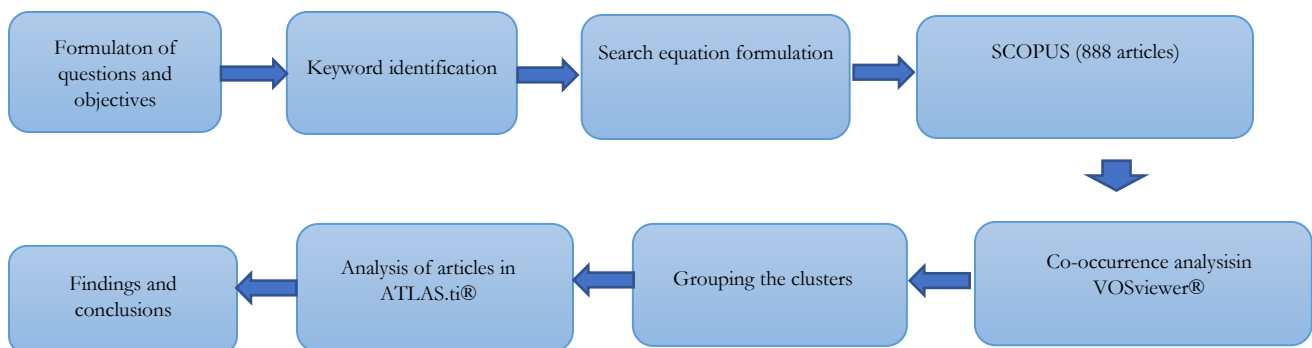 Formulaton of
questions and
objectives
Keyword identification
Search equation formulation
SCOPUS (888 articles)
Co-occurrence analysisin
VOSviewer®
Grouping the clusters
Analysis of articles in
ATLAS.ti®
Findings and
conclusions